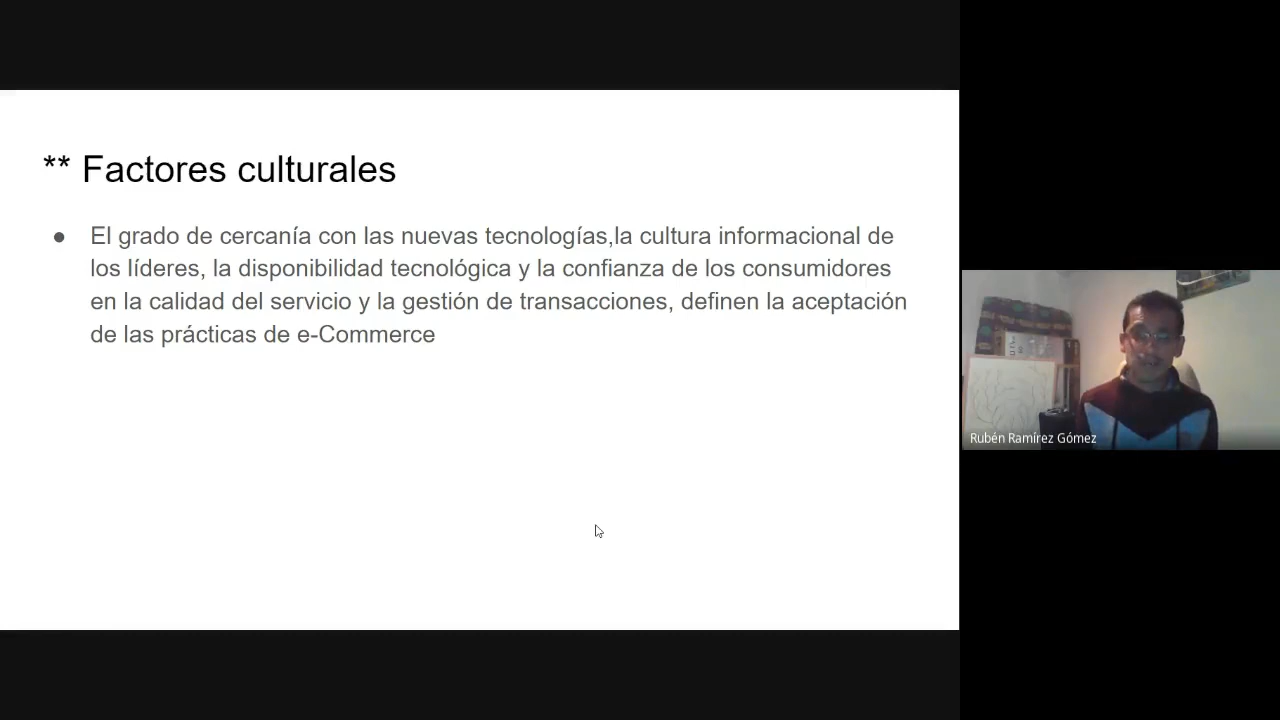 ** Factores culturales
● El grado de cercanía con las nuevas tecnologías,la cultura informacional de
los líderes, la disponibilidad tecnológica y la confianza de los consumidores
en la calidad del servicio y la gestión de transacciones, definen la aceptación
de las prácticas de e-Commerce
Rubén Ramírez Gómez